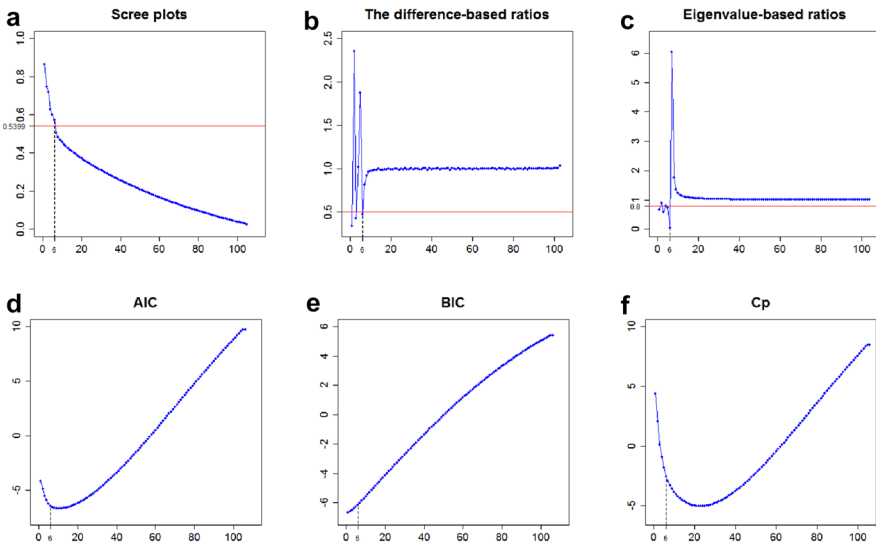 a
Scree plots
1.0
0.8
0.6
0.5399
0.4
0.2
0.0
0 6 20 40 60 80 100
b
The difference-based ratios
2.5
2.0
1.5
1.0
0.5
0 6 20 40 60 80 100
c
Eigenvalue-based ratios
6
5
4
3
2
1
0.8
0
0 6 20 40 60 80 100
d
AIC
10
5
0
-5
0 6 20 40 60 80 100
e
BIC
6
4
2
0
-2
-4
-6
0 6 20 40 60 80 100
f
Cp
10
5
0
-5
0 6 20 40 60 80 100